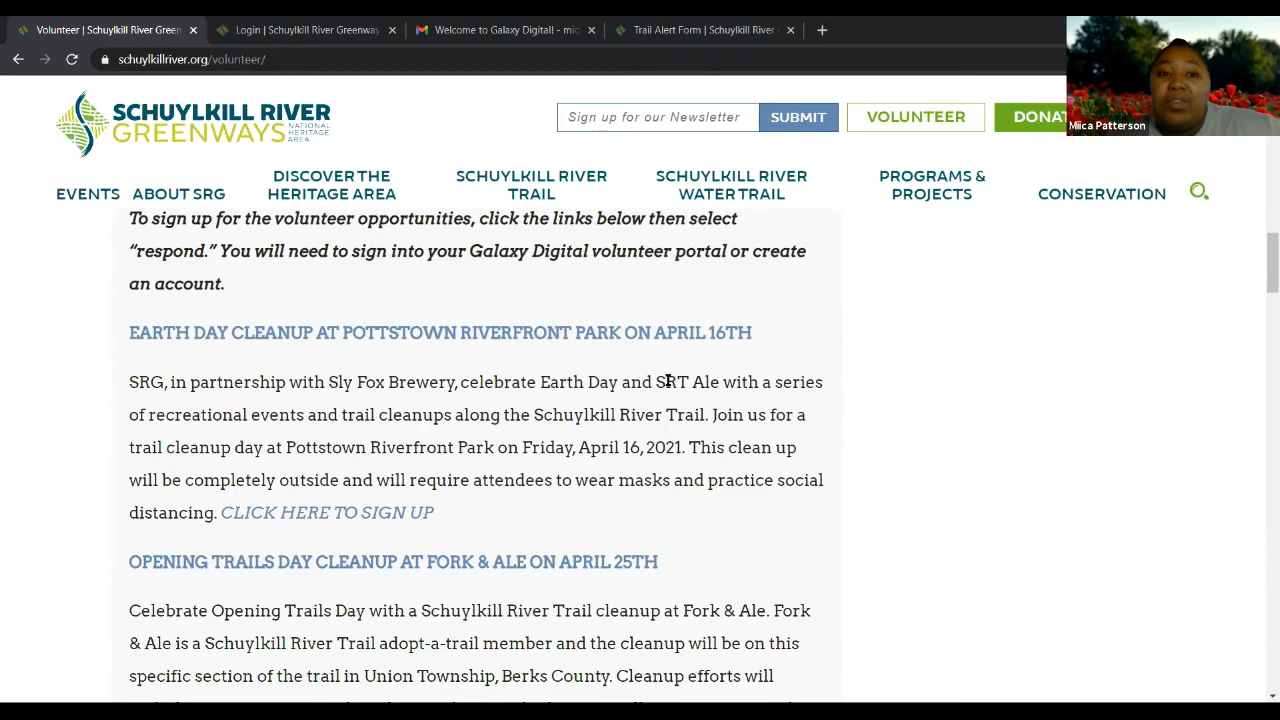 Volunteer | Schuylkill River Green
Login | Schuylkill River Greenway
Welcome to Galaxy Digital! - mic
Trail Alert Form | Schuylkill River
schuylkillriver.org/volunteer/
SCHUYLKILL RIVER
GREENWAYS
NATIONAL
HERITAGE
AREA
Sign up for our Newsletter
SUBMIT
VOLUNTEER
DONAT
Miica Patterson
EVENTS
ABOUT SRG
DISCOVER THE
HERITAGE AREA
SCHUYLKILL RIVER
TRAIL
SCHUYLKILL RIVER
WATER TRAIL
PROGRAMS &
PROJECTS
CONSERVATION
To sign up for the volunteer opportunities, click the links below then select
“respond.” You will need to sign into your Galaxy Digital volunteer portal or create
an account.
EARTH DAY CLEANUP AT POTTSTOWN RIVERFRONT PARK ON APRIL 16TH
SRG, in partnership with Sly Fox Brewery, celebrate Earth Day and SRT Ale with a series
of recreational events and trail cleanups along the Schuylkill River Trail. Join us for a
trail cleanup day at Pottstown Riverfront Park on Friday, April 16, 2021. This clean up
will be completely outside and will require attendees to wear masks and practice social
distancing. CLICK HERE TO SIGN UP
OPENING TRAILS DAY CLEANUP AT FORK & ALE ON APRIL 25TH
Celebrate Opening Trails Day with a Schuylkill River Trail cleanup at Fork & Ale. Fork
& Ale is a Schuylkill River Trail adopt-a-trail member and the cleanup will be on this
specific section of the trail in Union Township, Berks County. Cleanup efforts will